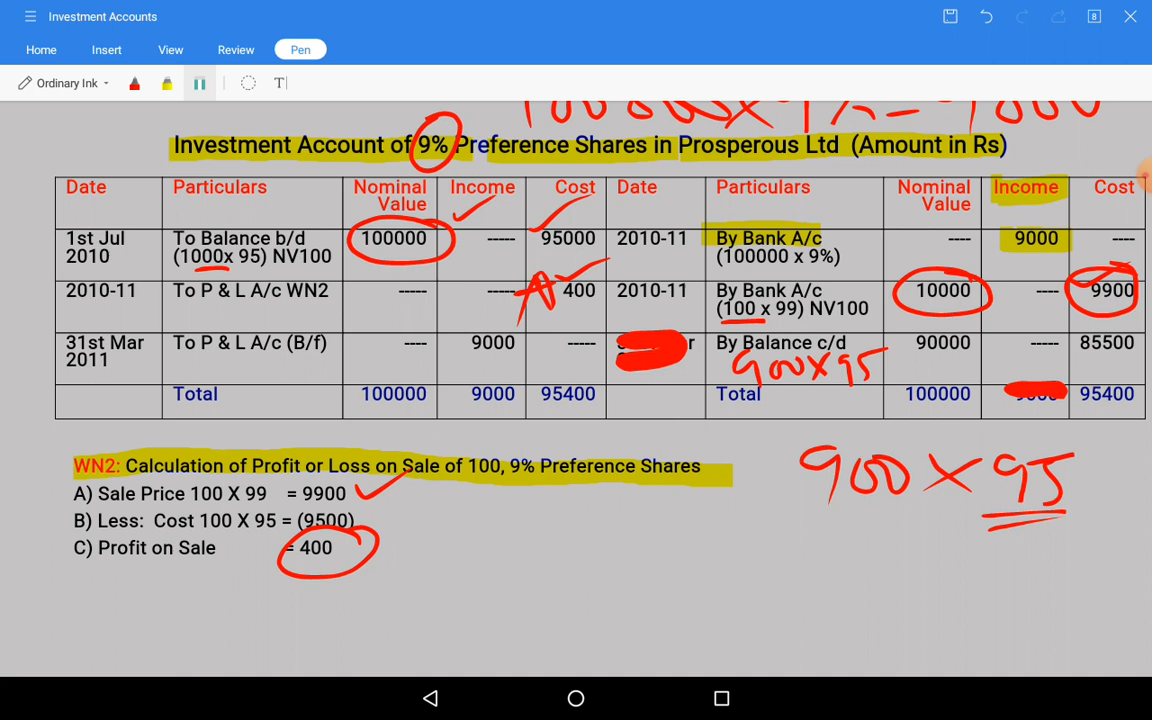 Investment Accounts
8
Home Insert View Review Pen
Ordinary Ink T
100000 X 9% = 9000
Investment Account of 9% Preference Shares in Prosperous Ltd (Amount in Rs)
Date Particulars Nominal Value Income Cost Date Particulars Nominal Value Income Cost
1st Jul 2010 To Balance b/d (1000x 95) NV100 100000 ----- 95000 2010-11 By Bank A/c (100000 x 9%) ---- 9000 ----
2010-11 To P & L A/c WN2 ----- ----- 400 2010-11 By Bank A/c (100 x 99) NV100 10000 ---- 9900
31st Mar 2011 To P & L A/c (B/f) ---- 9000 ----- By Balance c/d 90000 ----- 85500
900x95
Total 100000 9000 95400 Total 100000 9000 95400
WN2: Calculation of Profit or Loss on Sale of 100, 9% Preference Shares
A) Sale Price 100 X 99 = 9900
B) Less: Cost 100 X 95 = (9500)
C) Profit on Sale = 400
900 X 95